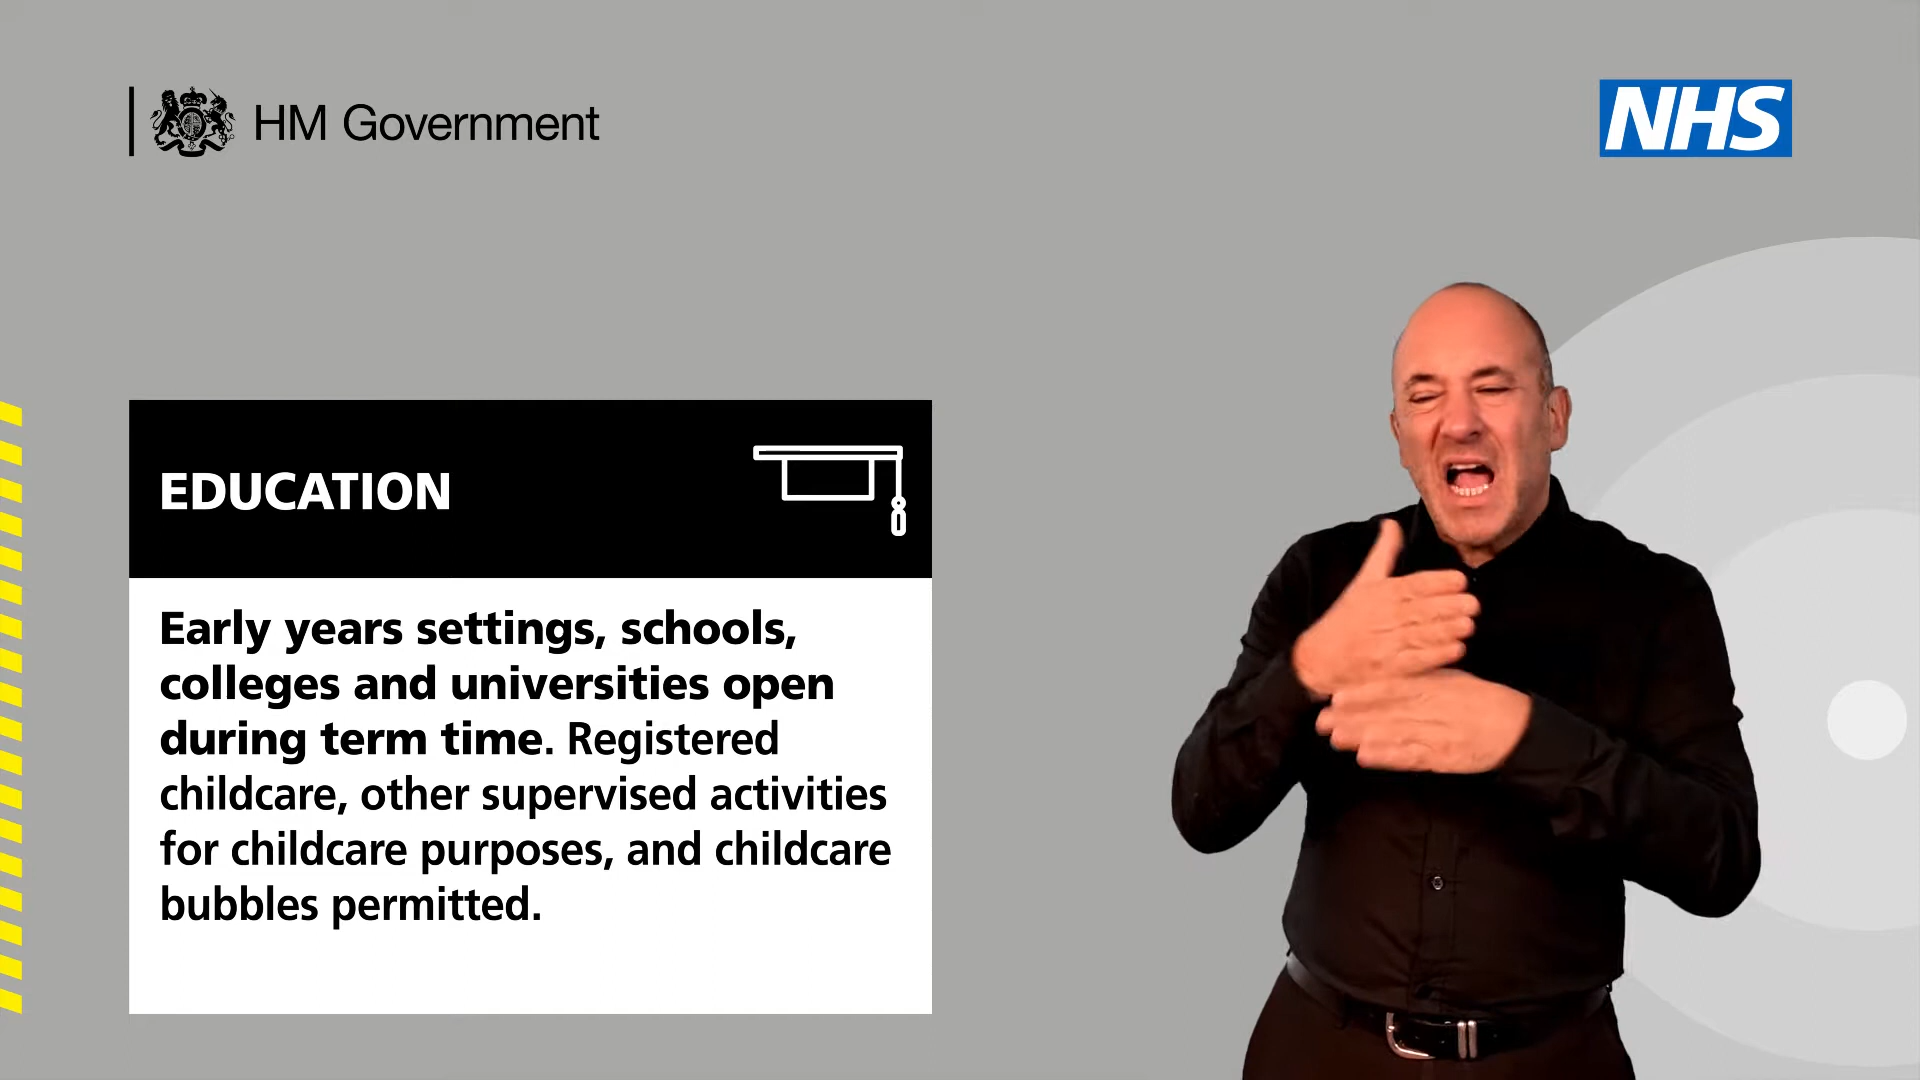 HM Government
NHS
EDUCATION
Early years settings, schools,
colleges and universities open
during term time. Registered
childcare, other supervised activities
for childcare purposes, and childcare
bubbles permitted.